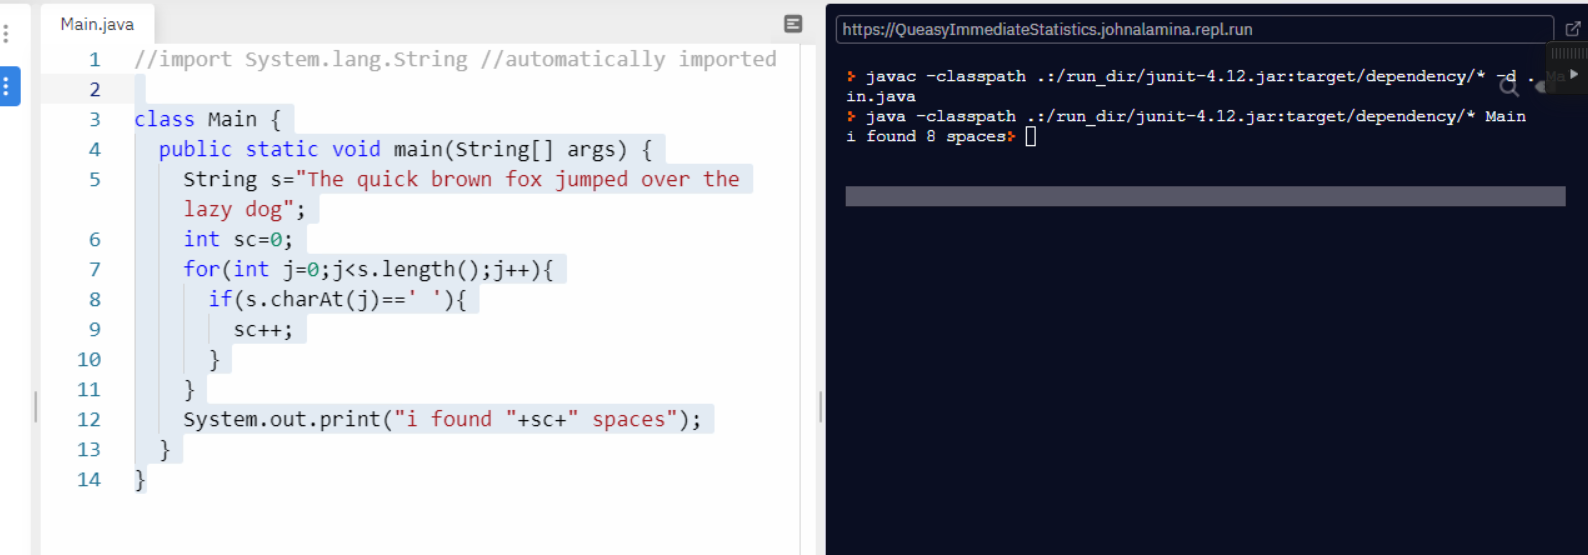 Main.java
1 //import System.lang.String //automatically imported
2
3 class Main {
4 public static void main(String[] args) {
5 String s="The quick brown fox jumped over the
lazy dog";
6 int sc=0;
7 for(int j=0;j<s.length();j++){
8 if(s.charAt(j)==' '){
9 sc++;
10 }
11 }
12 System.out.print("i found "+sc+" spaces");
13 }
14 }
https://QueasyImmediateStatistics.johnalamina.repl.run
javac -classpath .:/run_dir/junit-4.12.jar:target/dependency/* -d . Ma
in.java
java -classpath .:/run_dir/junit-4.12.jar:target/dependency/* Main
i found 8 spaces